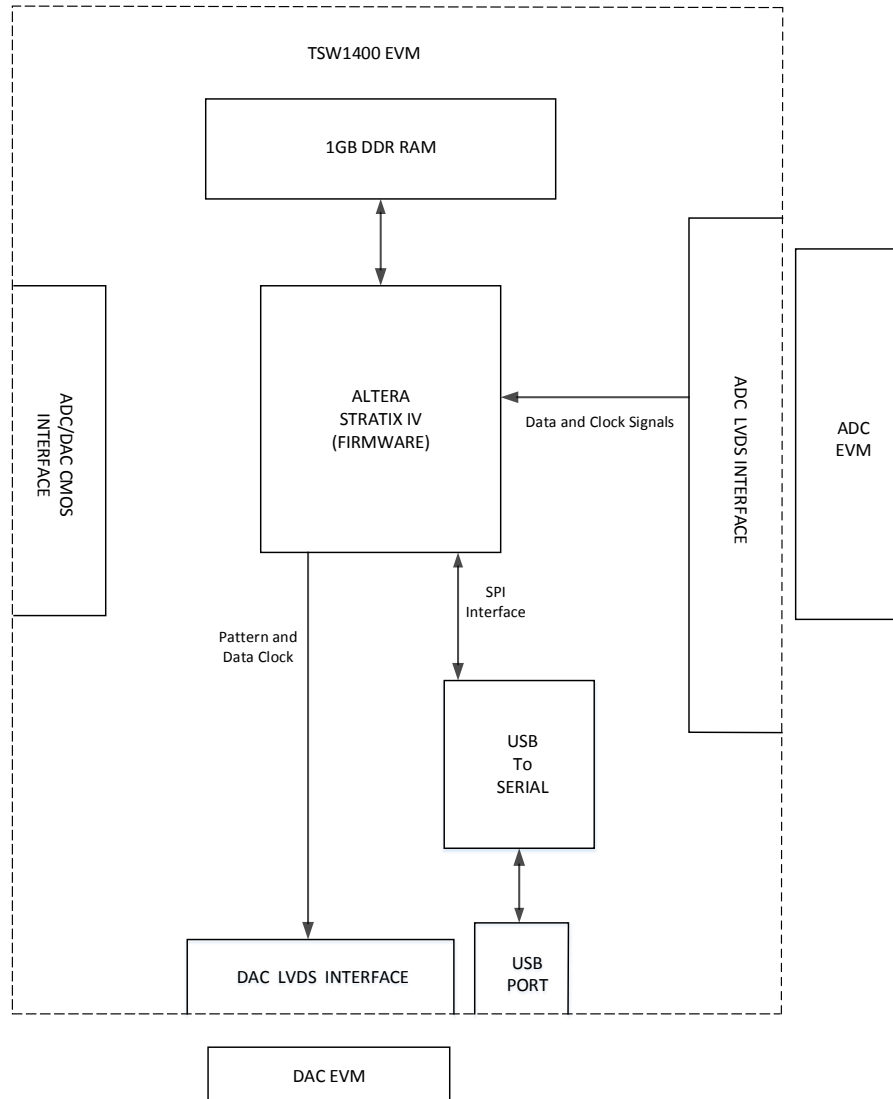 TSW1400 EVM
1GB DDR RAM
ADC/DAC CMOS
INTERFACE
ALTERA
STRATIX IV
(FIRMWARE)
Data and Clock Signals
ADC LVDS INTERFACE
ADC
EVM
SPI
Interface
Pattern and
Data Clock
USB
To
SERIAL
DAC LVDS INTERFACE
USB
PORT
DAC EVM